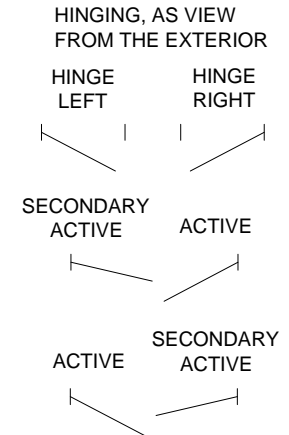 HINGING, AS VIEW
FROM THE EXTERIOR
HINGE
LEFT
HINGE
RIGHT
SECONDARY
ACTIVE
ACTIVE
ACTIVE
SECONDARY
ACTIVE